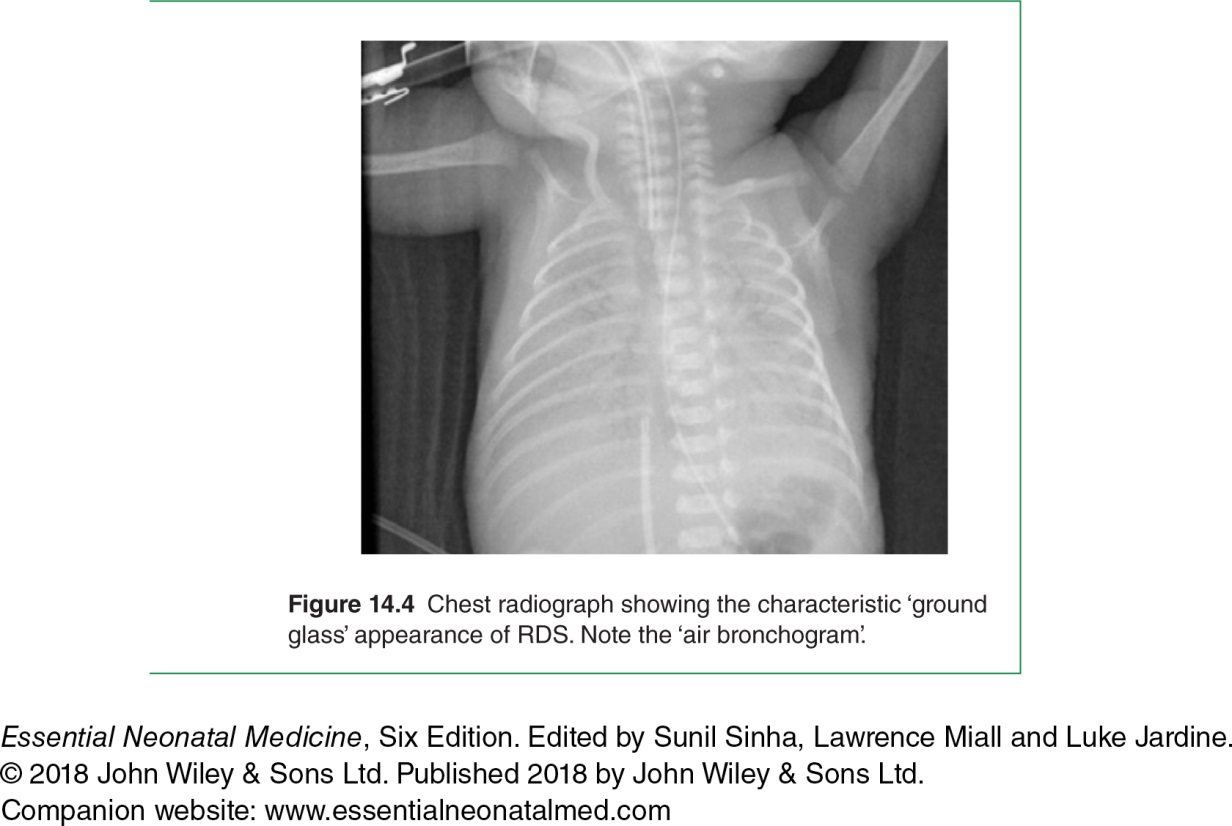 Figure 14.4 Chest radiograph showing the characteristic ‘ground
glass’ appearance of RDS. Note the ‘air bronchogram’.
Essential Neonatal Medicine, Six Edition. Edited by Sunil Sinha, Lawrence Miall and Luke Jardine.
© 2018 John Wiley & Sons Ltd. Published 2018 by John Wiley & Sons Ltd.
Companion website: www.essentialneonatalmed.com